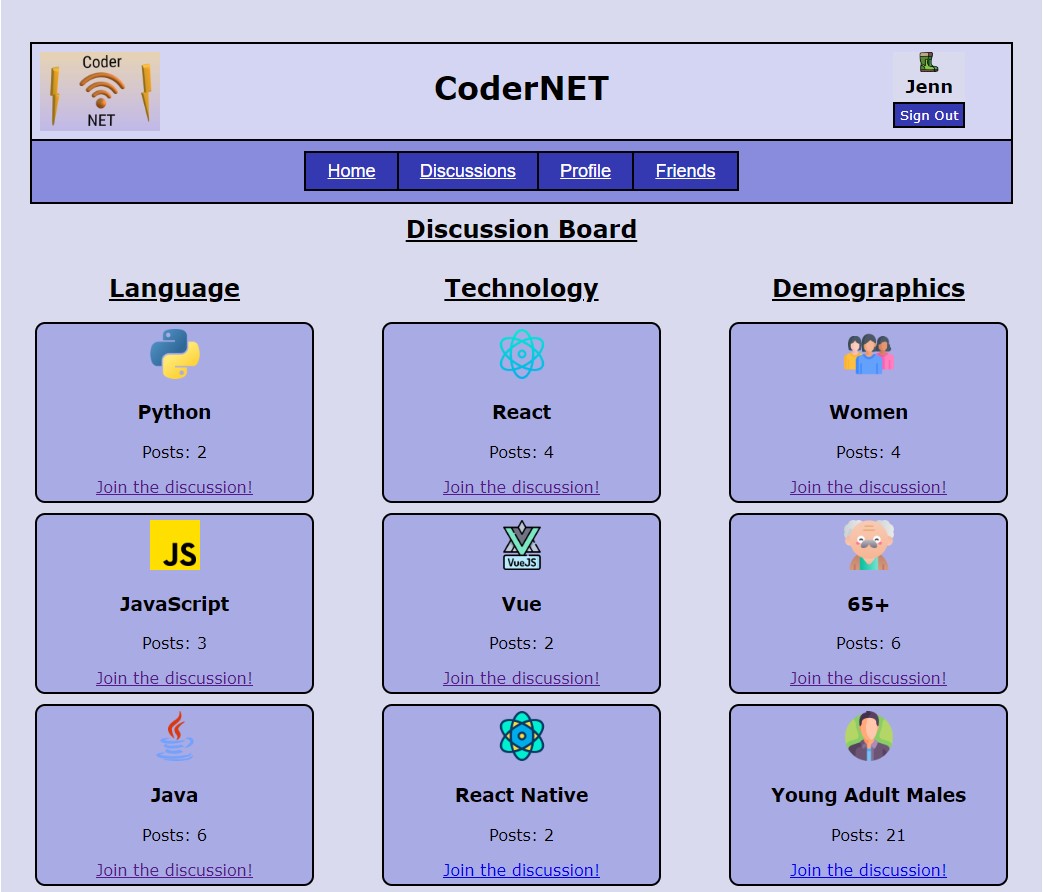 Coder
NET
CoderNET
Jenn
Sign Out
Home Discussions Profile Friends
Discussion Board
Language
Technology
Demographics
Python
Posts: 2
Join the discussion!
React
Posts: 4
Join the discussion!
Women
Posts: 4
Join the discussion!
JS
JavaScript
Posts: 3
Join the discussion!
VueJS
Vue
Posts: 2
Join the discussion!
65+
Posts: 6
Join the discussion!
Java
Posts: 6
Join the discussion!
React Native
Posts: 2
Join the discussion!
Young Adult Males
Posts: 21
Join the discussion!